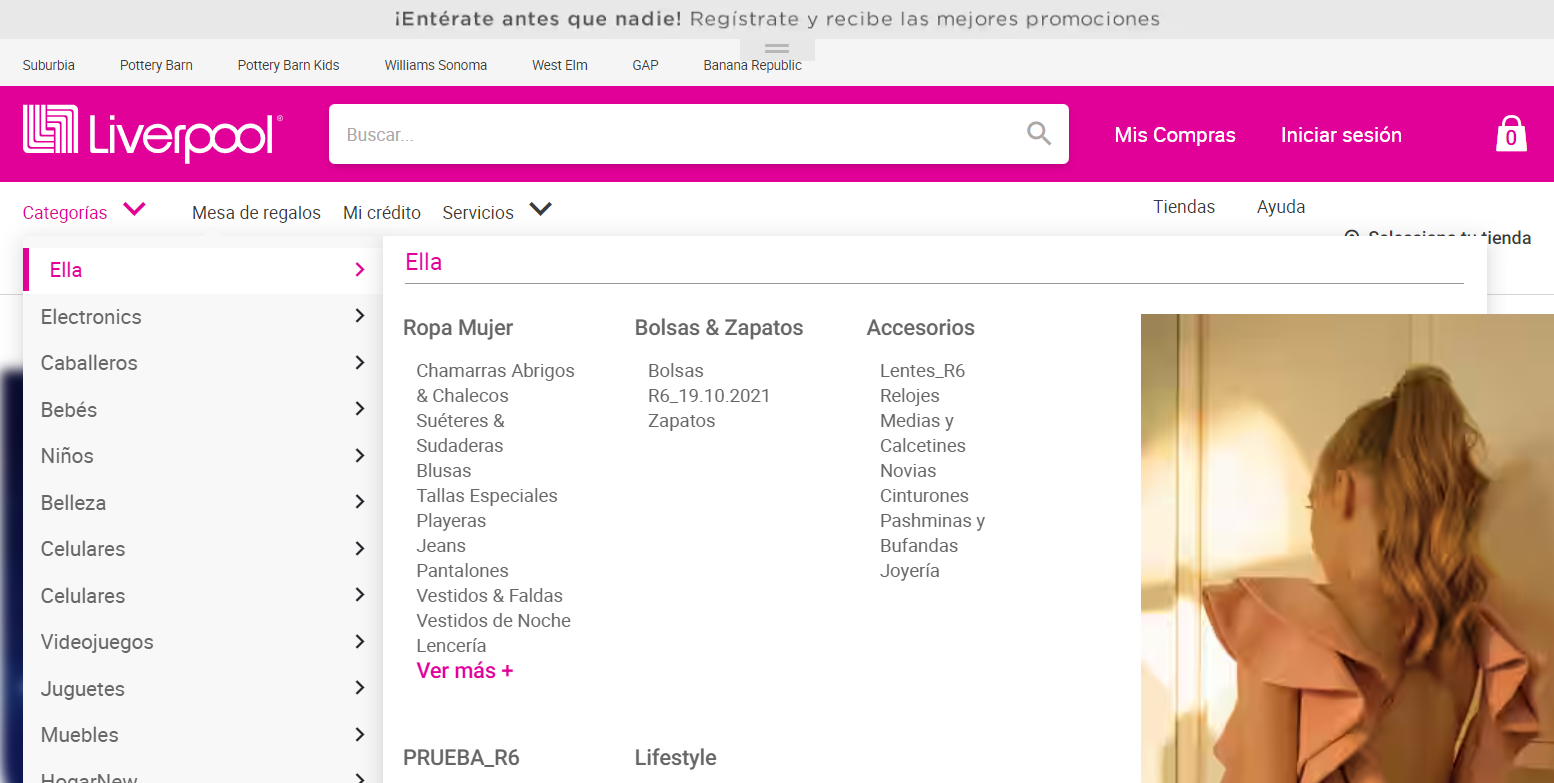 ¡Entérate antes que nadie! Regístrate y recibe las mejores promociones
Suburbia Pottery Barn Pottery Barn Kids Williams Sonoma West Elm GAP Banana Republic
Liverpool®
Buscar...
Mis Compras
Iniciar sesión
0
Categorías Mesa de regalos Mi crédito Servicios
Tiendas Ayuda
Selecciona tu tienda
Ella
Electronics
Caballeros
Bebés
Niños
Belleza
Celulares
Celulares
Videojuegos
Juguetes
Muebles
HogarNew
Ella
Ropa Mujer
Chamarras Abrigos
& Chalecos
Suéteres &
Sudaderas
Blusas
Tallas Especiales
Playeras
Jeans
Pantalones
Vestidos & Faldas
Vestidos de Noche
Lencería
Ver más +
Bolsas & Zapatos
Bolsas
R6_19.10.2021
Zapatos
Accesorios
Lentes_R6
Relojes
Medias y
Calcetines
Novias
Cinturones
Pashminas y
Bufandas
Joyería
PRUEBA_R6
Lifestyle